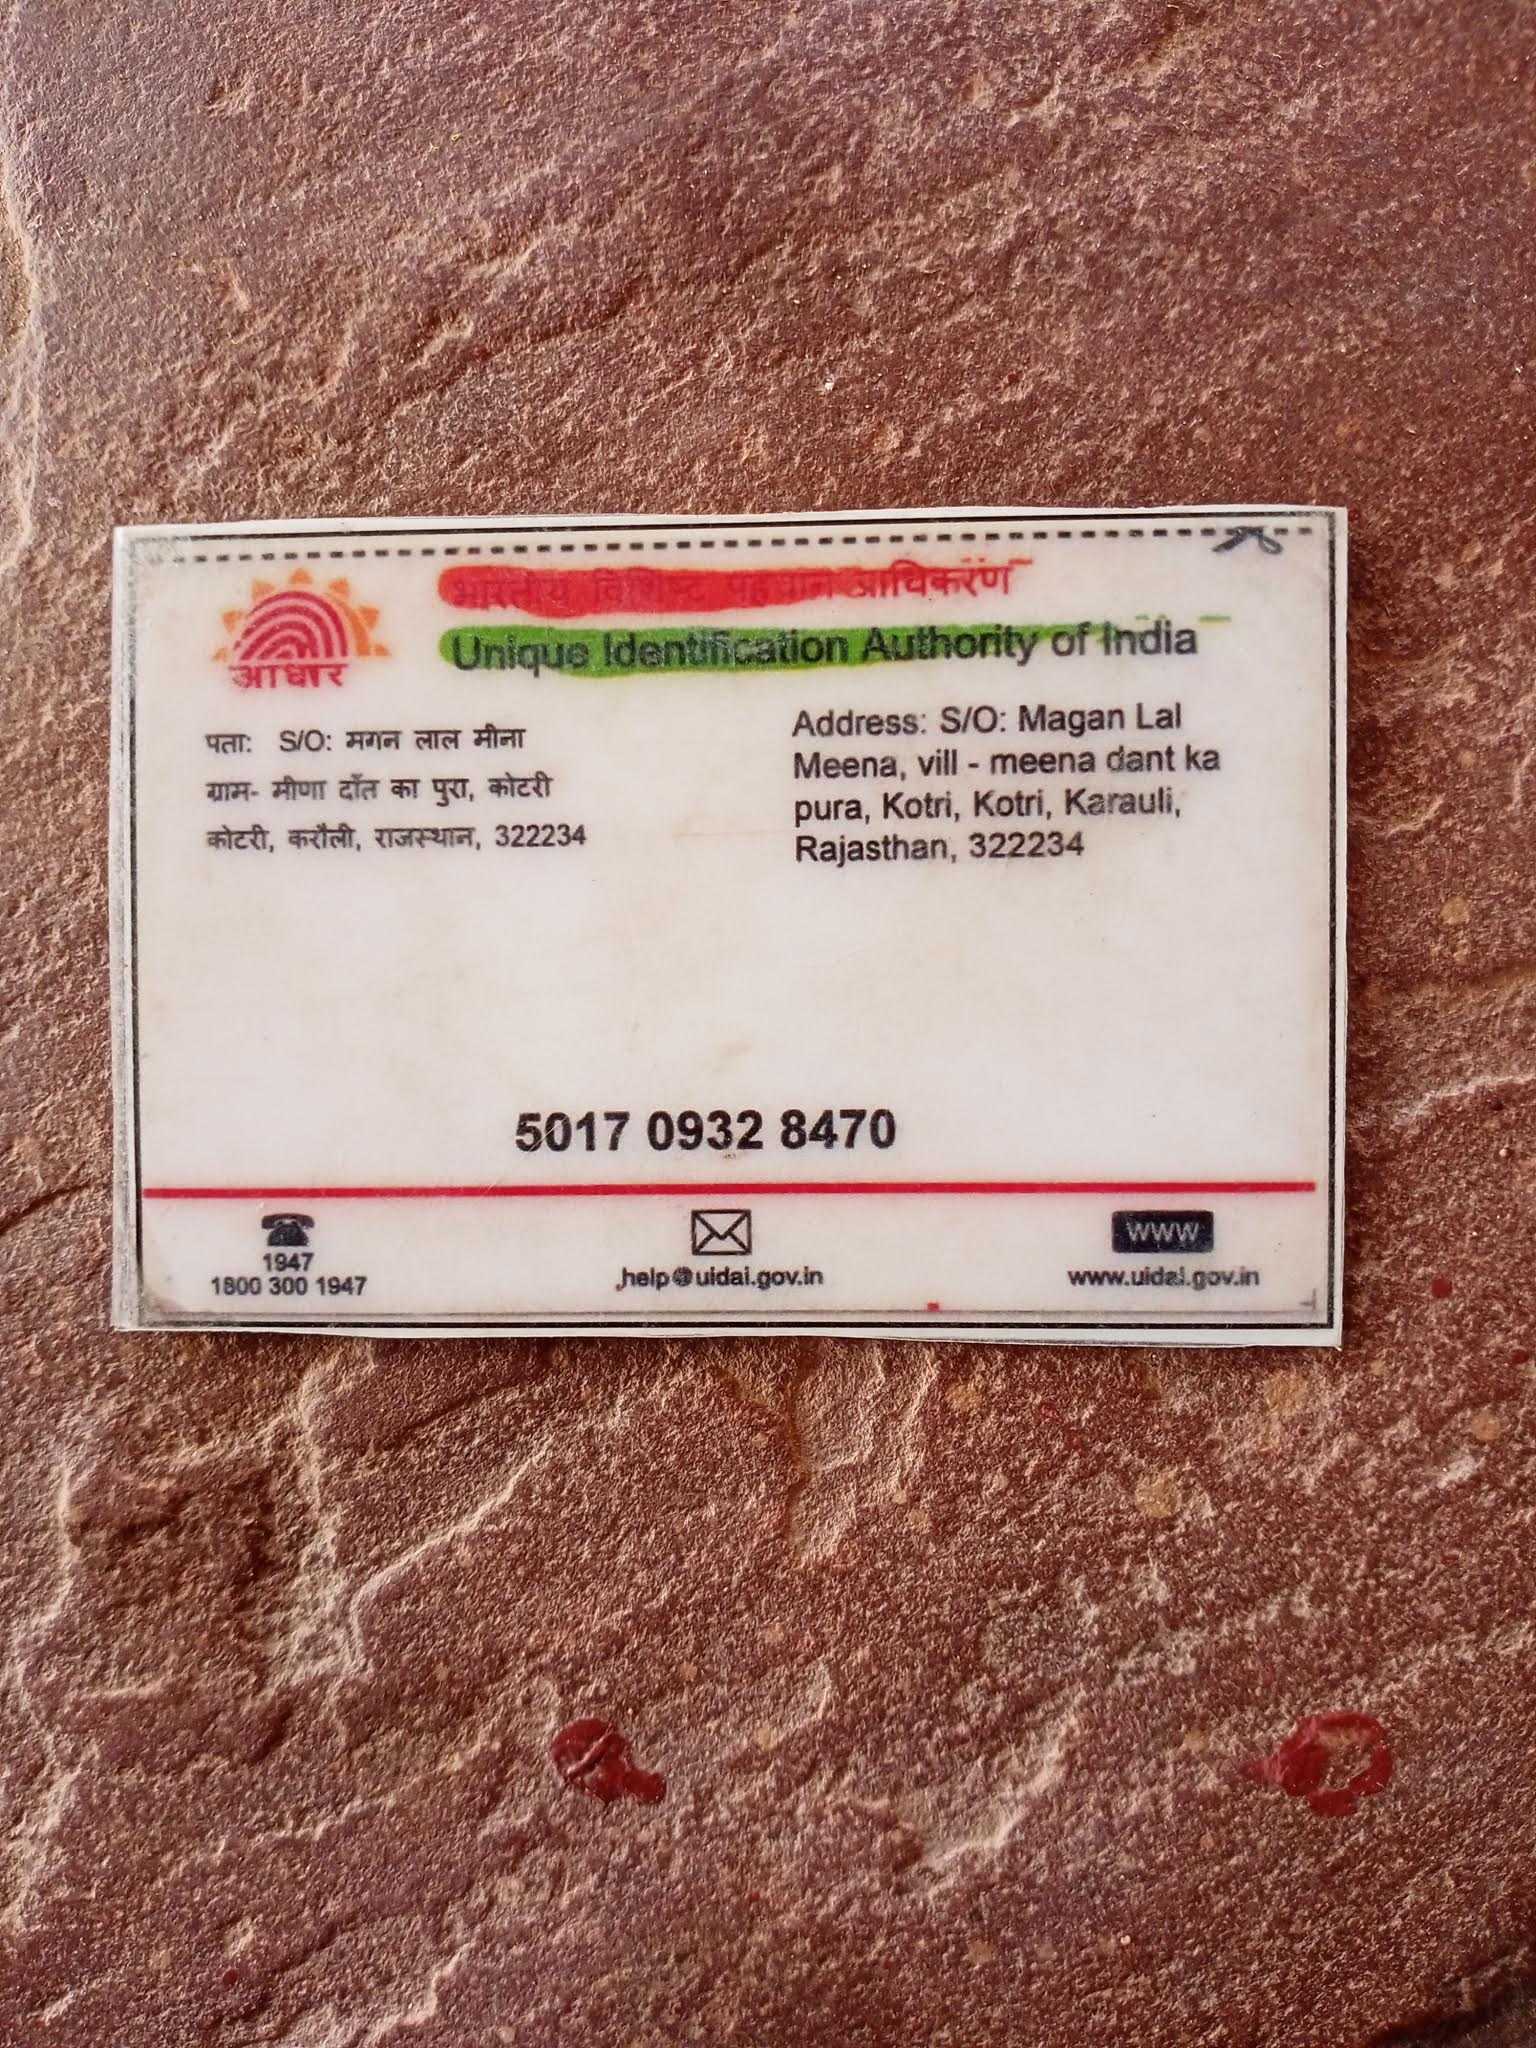 भारतीय विशिष्ट पहचान आधिकरण
आधार
Unique Identification Authority of India
पता: S/O: मगन लाल मीना
ग्राम- मीणा दाँत का पुरा, कोटरी
कोटरी, करौली, राजस्थान, 322234
Address: S/O: Magan Lal
Meena, vill - meena dant ka
pura, Kotri, Kotri, Karauli,
Rajasthan, 322234
5017 0932 8470
1947
1800 300 1947
help@uidai.gov.in
WWW
www.uidai.gov.in